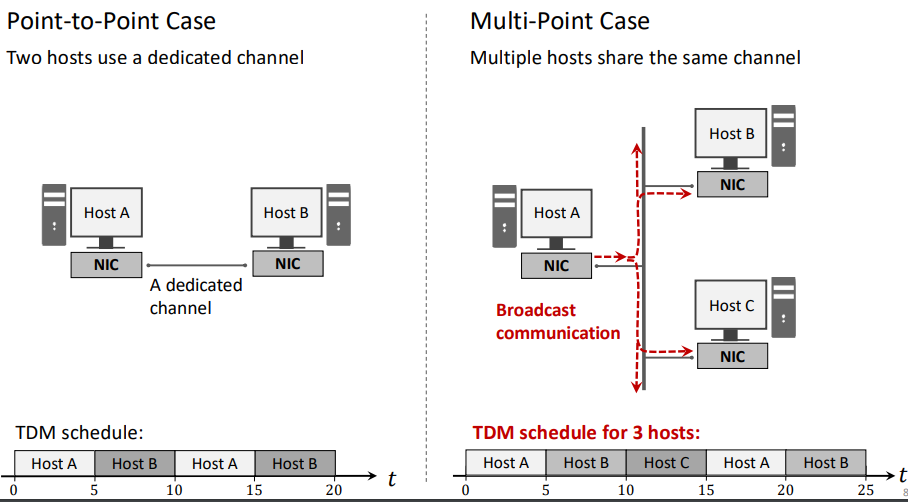 Point-to-Point Case
Two hosts use a dedicated channel
Host A
NIC
Host B
NIC
A dedicated
channel
TDM schedule:
Host A Host B Host A Host B
0 5 10 15 20 t
Multi-Point Case
Multiple hosts share the same channel
Host B
NIC
Host A
NIC
Broadcast
communication
Host C
NIC
TDM schedule for 3 hosts:
Host A Host B Host C Host A Host B
0 5 10 15 20 25 t
8